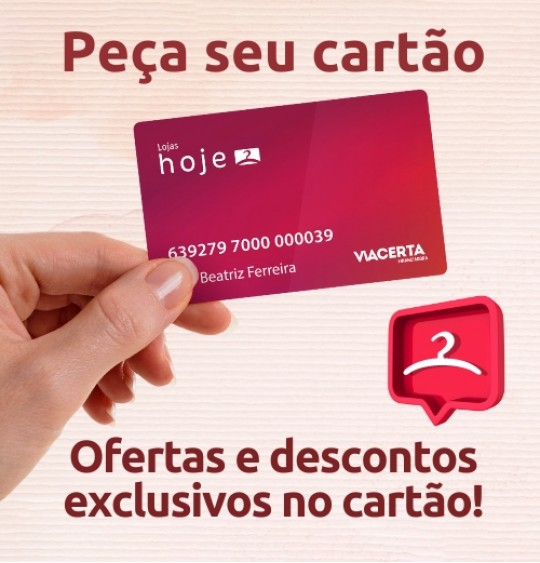 Peça seu cartão
Lojas
hoje
639279 7000 000039
Beatriz Ferreira
VIACERTA
Ofertas e descontos
exclusivos no cartão!